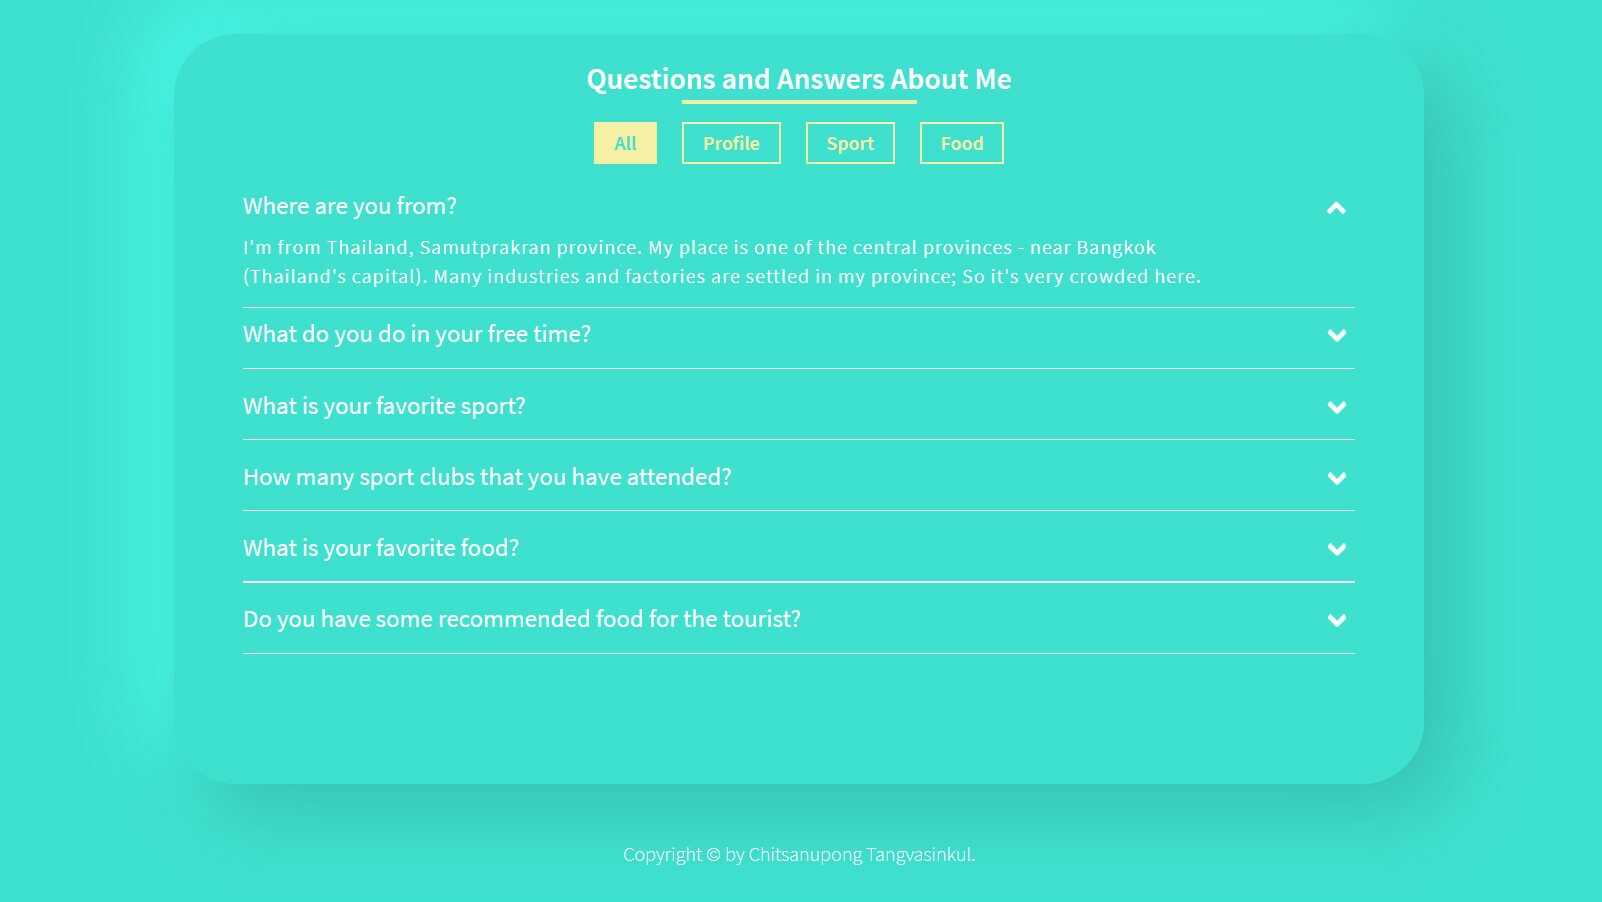 Questions and Answers About Me
All
Profile
Sport
Food
Where are you from?
I'm from Thailand, Samutprakran province. My place is one of the central provinces - near Bangkok
(Thailand's capital). Many industries and factories are settled in my province; So it's very crowded here.
What do you do in your free time?
What is your favorite sport?
How many sport clubs that you have attended?
What is your favorite food?
Do you have some recommended food for the tourist?
Copyright © by Chitsanupong Tangvasinkul.